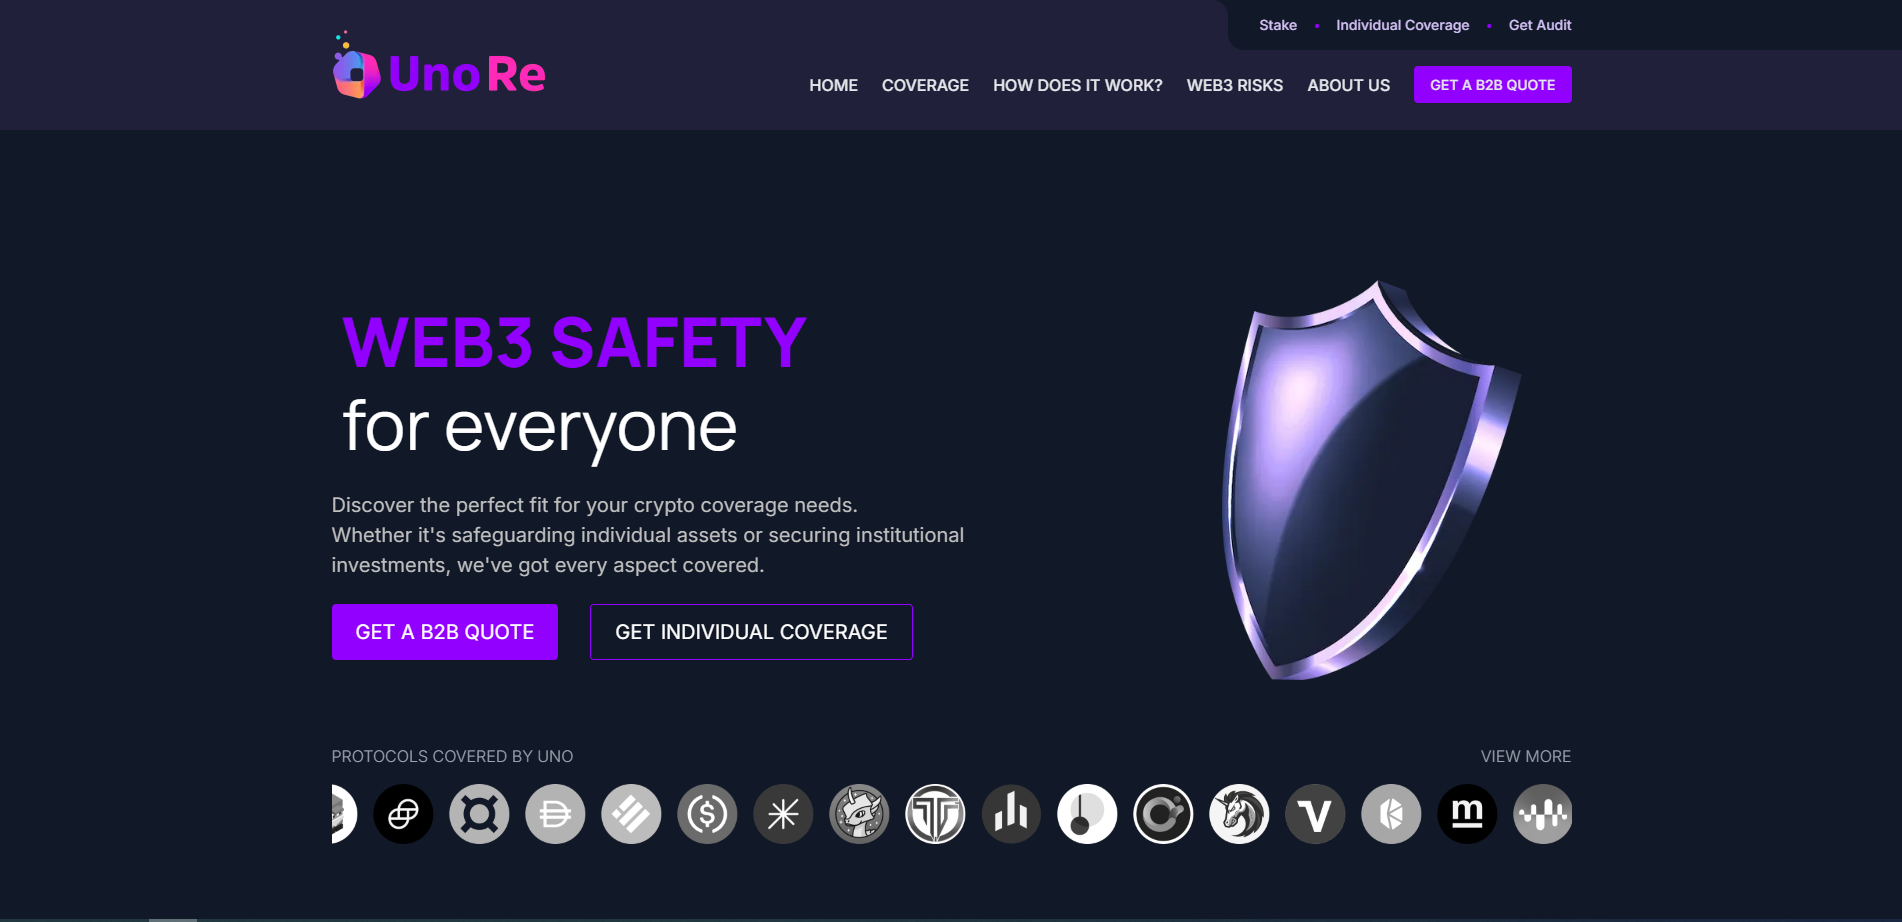 Stake • Individual Coverage • Get Audit
Uno Re
HOME COVERAGE HOW DOES IT WORK? WEB3 RISKS ABOUT US GET A B2B QUOTE
WEB3 SAFETY
for everyone
Discover the perfect fit for your crypto coverage needs.
Whether it's safeguarding individual assets or securing institutional
investments, we've got every aspect covered.
GET A B2B QUOTE GET INDIVIDUAL COVERAGE
PROTOCOLS COVERED BY UNO VIEW MORE